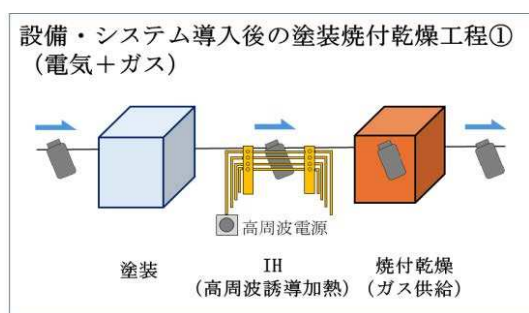 設備・システム導入後の塗装焼付乾燥工程①
（電気＋ガス）
高周波電源
塗装
IH
（高周波誘導加熱）
焼付乾燥
（ガス供給）